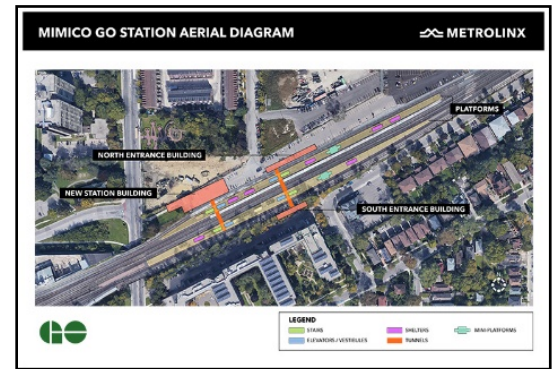 MIMICO GO STATION AERIAL DIAGRAM
METROLINX
PLATFORMS
NORTH ENTRANCE BUILDING
NEW STATION BUILDING
SOUTH ENTRANCE BUILDING
GO
LEGEND
STAIRS
SHELTERS
MINI-PLATFORMS
ELEVATORS / VESTIBULES
TUNNELS